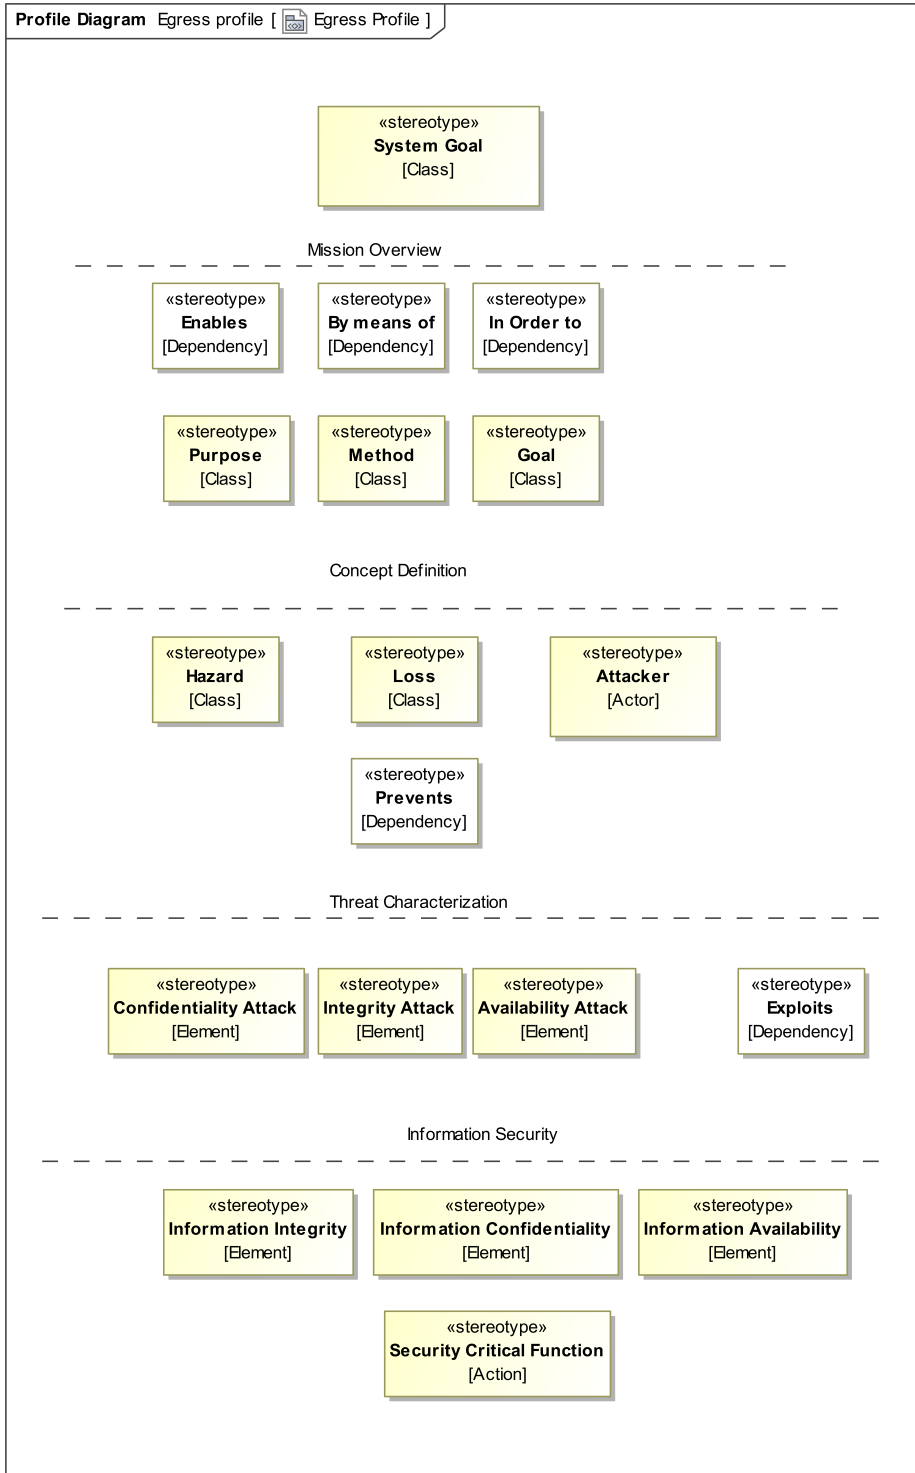 Profile Diagram Egress profile [ Egress Profile ]
«stereotype»
System Goal
[Class]
Mission Overview
«stereotype» «stereotype» «stereotype»
Enables By means of In Order to
[Dependency] [Dependency] [Dependency]
«stereotype» «stereotype» «stereotype»
Purpose Method Goal
[Class] [Class] [Class]
Concept Definition
«stereotype» «stereotype» «stereotype»
Hazard Loss Attacker
[Class] [Class] [Actor]
«stereotype»
Prevents
[Dependency]
Threat Characterization
«stereotype» «stereotype» «stereotype» «stereotype»
Confidentiality Attack Integrity Attack Availability Attack Exploits
[Element] [Element] [Element] [Dependency]
Information Security
«stereotype» «stereotype» «stereotype»
Information Integrity Information Confidentiality Information Availability
[Element] [Element] [Element]
«stereotype»
Security Critical Function
[Action]